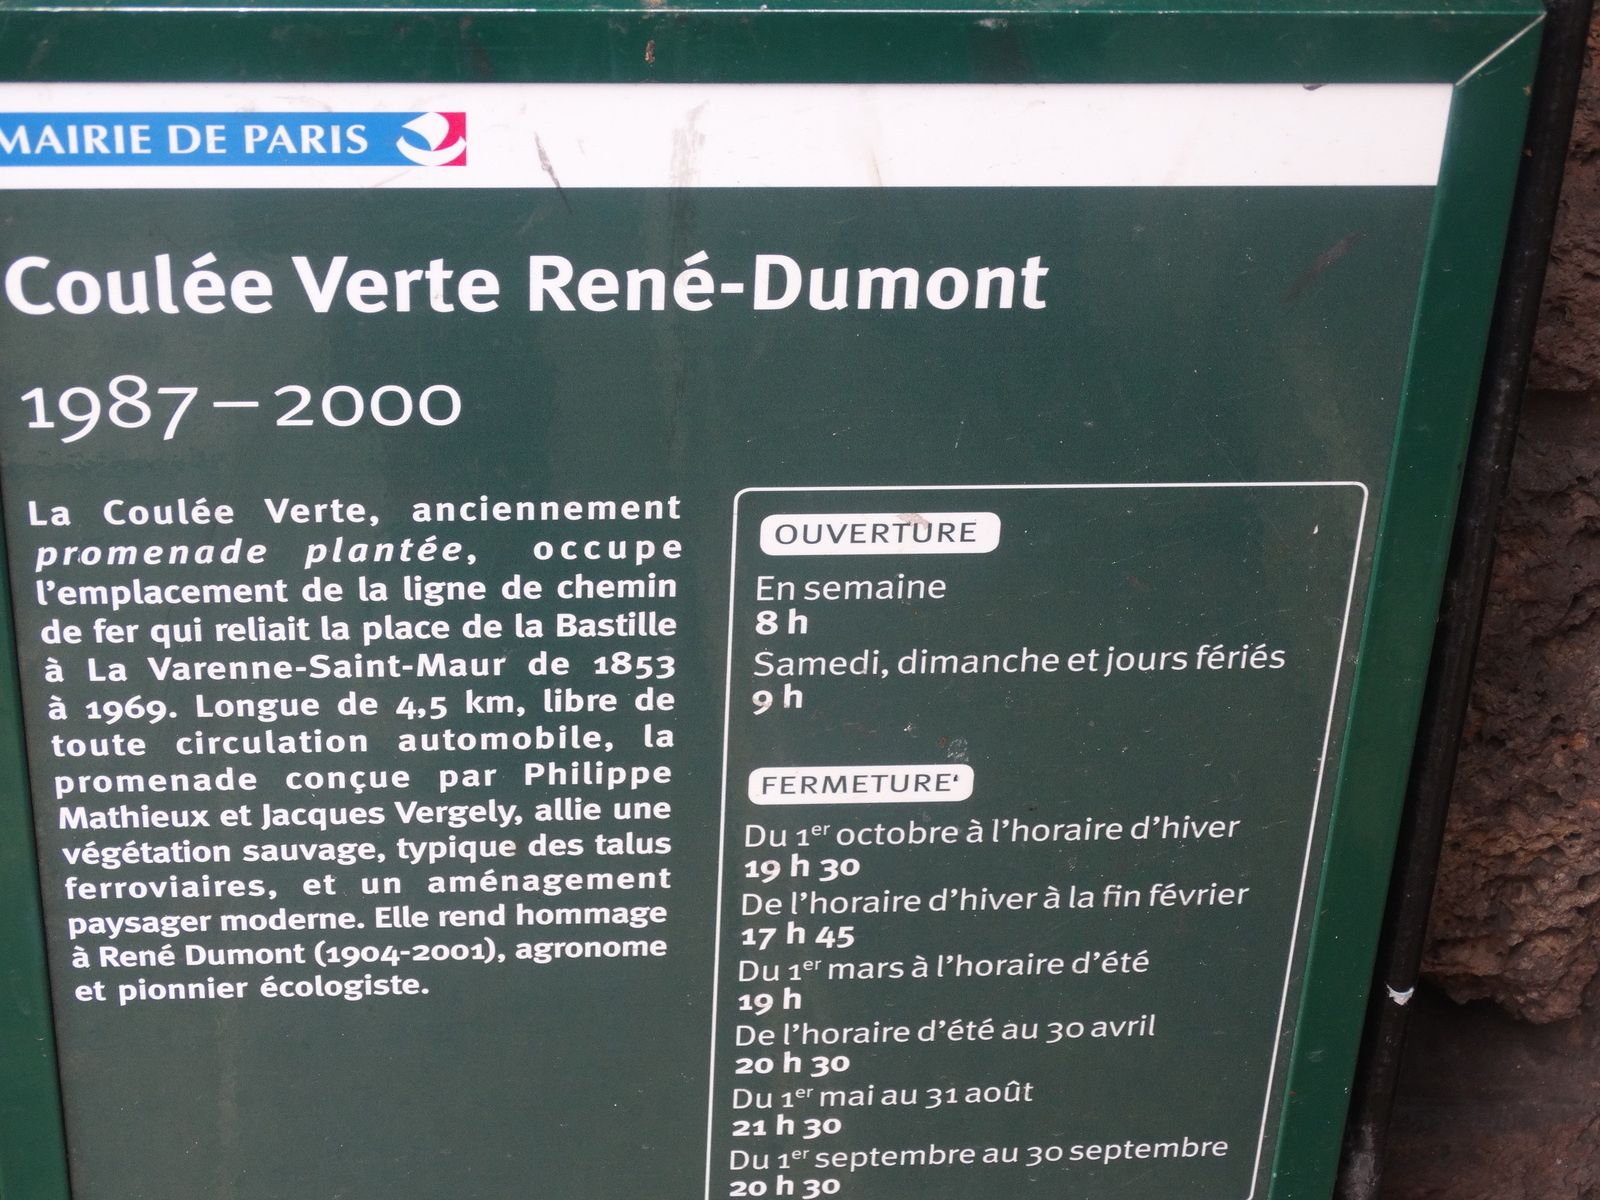 MAIRIE DE PARIS
Coulée Verte René-Dumont
1987 – 2000
La Coulée Verte, anciennement
promenade plantée, occupe
l'emplacement de la ligne de chemin
de fer qui reliait la place de la Bastille
à La Varenne-Saint-Maur de 1853
à 1969. Longue de 4,5 km, libre de
toute circulation automobile, la
promenade conçue par Philippe
Mathieux et Jacques Vergely, allie une
végétation sauvage, typique des talus
ferroviaires, et un aménagement
paysager moderne. Elle rend hommage
à René Dumont (1904-2001), agronome
et pionnier écologiste.
OUVERTURE
En semaine
8 h
Samedi, dimanche et jours fériés
9 h
FERMETURE
Du 1er octobre à l'horaire d'hiver
19 h 30
De l'horaire d'hiver à la fin février
17 h 45
Du 1er mars à l'horaire d'été
19 h
De l'horaire d'été au 30 avril
20 h 30
Du 1er mai au 31 août
21 h 30
Du 1er septembre au 30 septembre
20 h 30